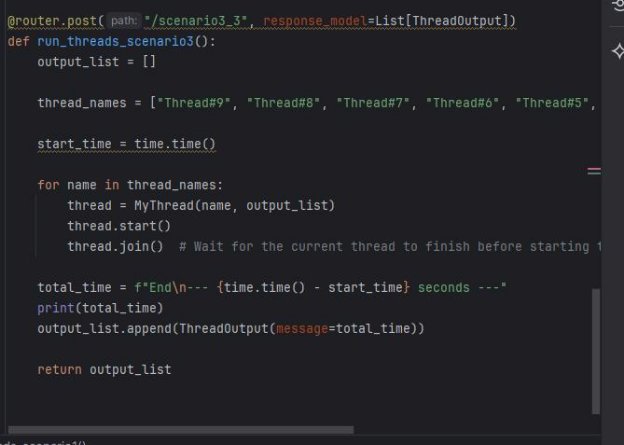 @router.post( path: "/scenario3_3", response_model=List[ThreadOutput])
def run_threads_scenario3():
    output_list = []
    thread_names = ["Thread#9", "Thread#8", "Thread#7", "Thread#6", "Thread#5",
    start_time = time.time()
    for name in thread_names:
        thread = MyThread(name, output_list)
        thread.start()
        thread.join()  # Wait for the current thread to finish before starting
    total_time = f"End\n--- {time.time() - start_time} seconds ---"
    print(total_time)
    output_list.append(ThreadOutput(message=total_time))
    return output_list